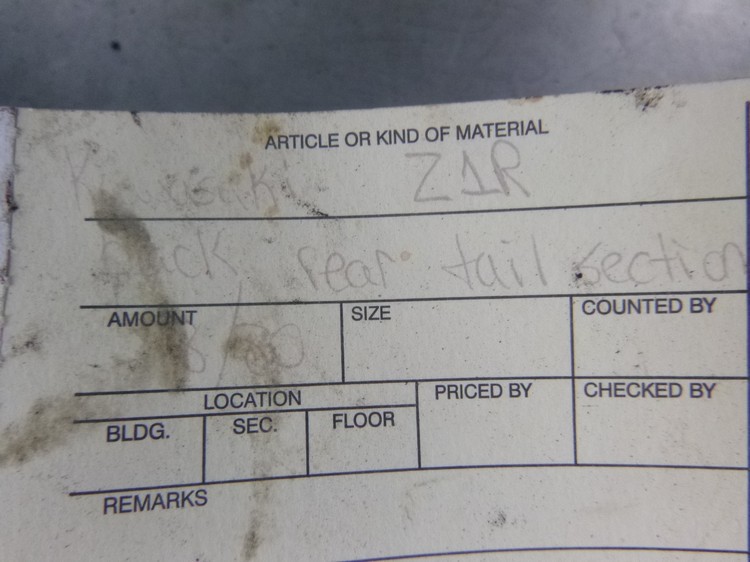 ARTICLE OR KIND OF MATERIAL
Kawasaki Z1R
rear tail section
AMOUNT SIZE COUNTED BY
LOCATION PRICED BY CHECKED BY
BLDG. SEC. FLOOR
REMARKS